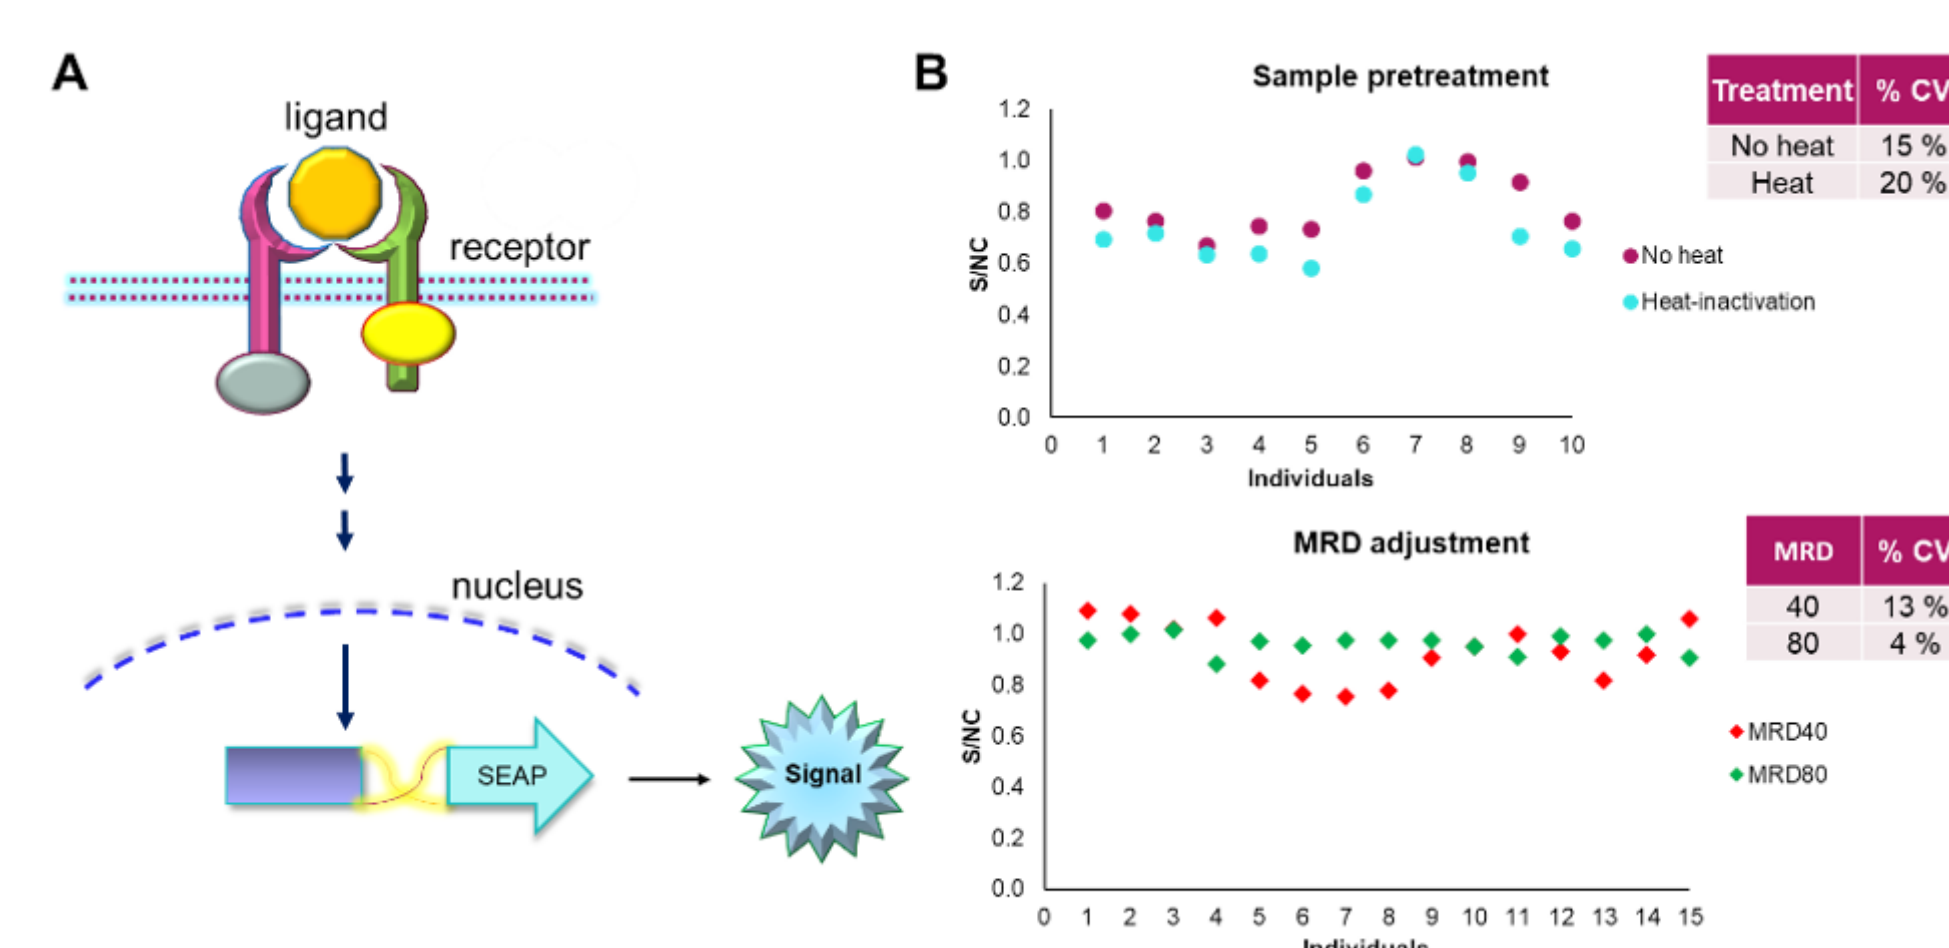 A
ligand
receptor
nucleus
SEAP
Signal
B
Sample pretreatment
1.2
1.0
0.8
0.6
0.4
0.2
0.0
S/NC
0 1 2 3 4 5 6 7 8 9 10
Individuals
No heat
Heat-inactivation
Treatment % CV
No heat 15 %
Heat 20 %
MRD adjustment
1.2
1.0
0.8
0.6
0.4
0.2
0.0
S/NC
0 1 2 3 4 5 6 7 8 9 10 11 12 13 14 15
Individuals
MRD40
MRD80
MRD % CV
40 13 %
80 4 %